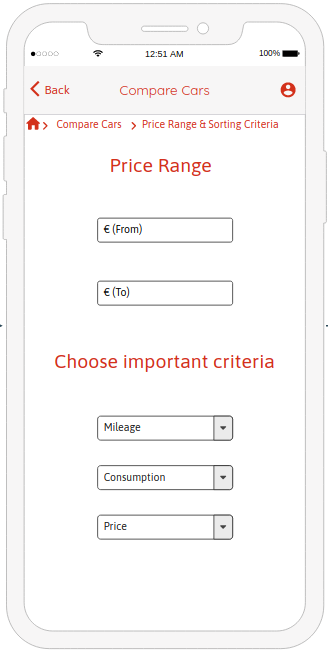 12:51 AM
100%
Back
Compare Cars
Compare Cars
Price Range & Sorting Criteria
Price Range
€ (From)
€ (To)
Choose important criteria
Mileage
Consumption
Price